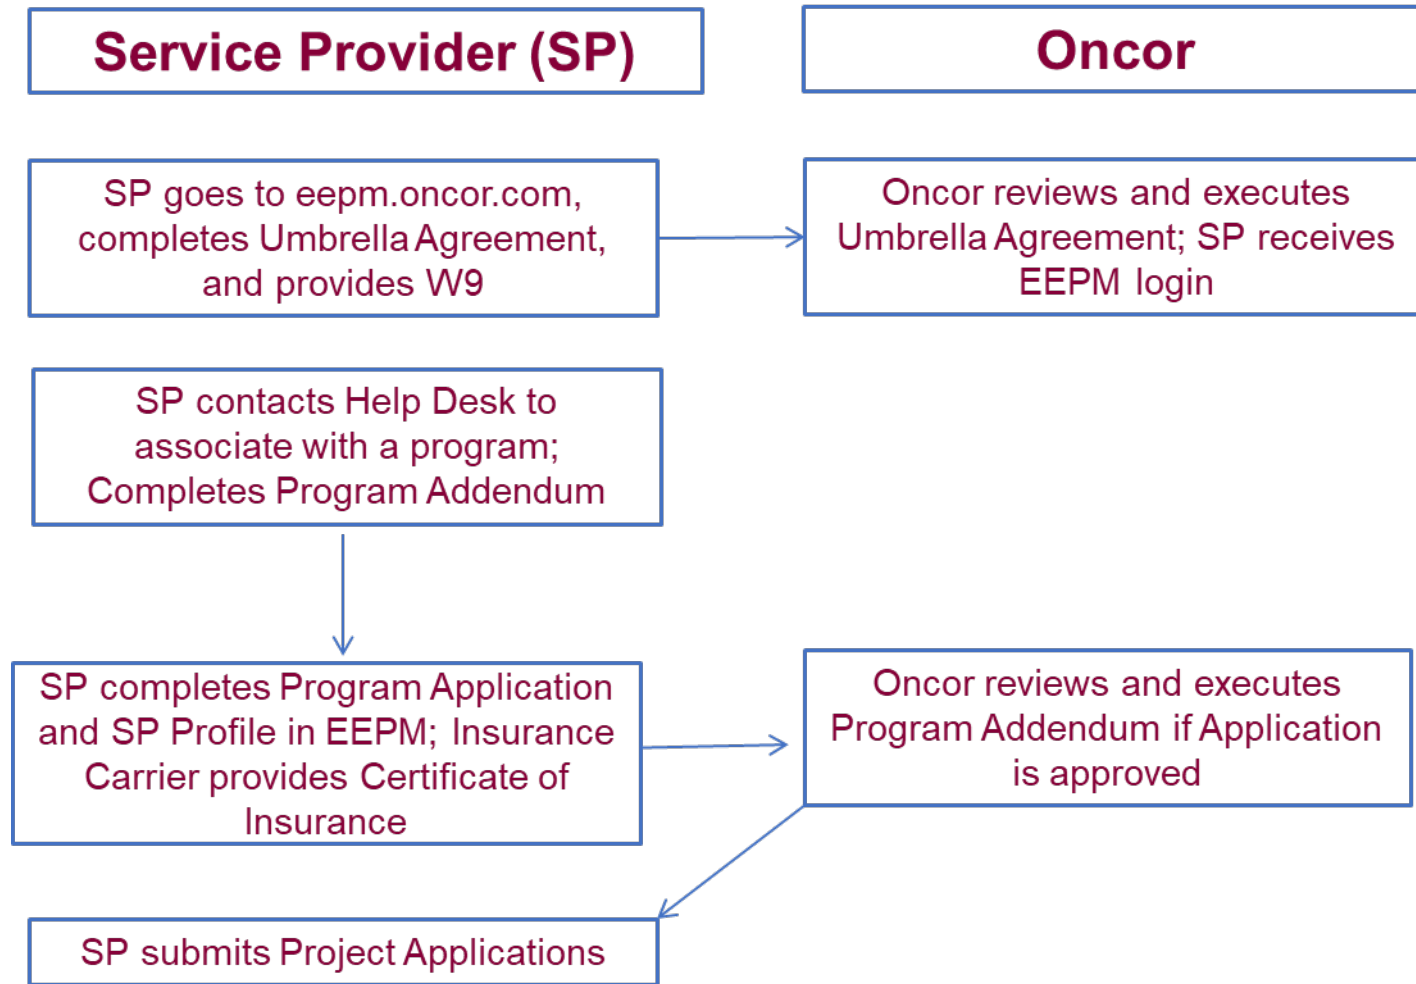 Service Provider (SP)
Oncor
SP goes to eepm.oncor.com,
completes Umbrella Agreement,
and provides W9
Oncor reviews and executes
Umbrella Agreement; SP receives
EEPM login
SP contacts Help Desk to
associate with a program;
Completes Program Addendum
SP completes Program Application
and SP Profile in EEPM; Insurance
Carrier provides Certificate of
Insurance
Oncor reviews and executes
Program Addendum if Application
is approved
SP submits Project Applications